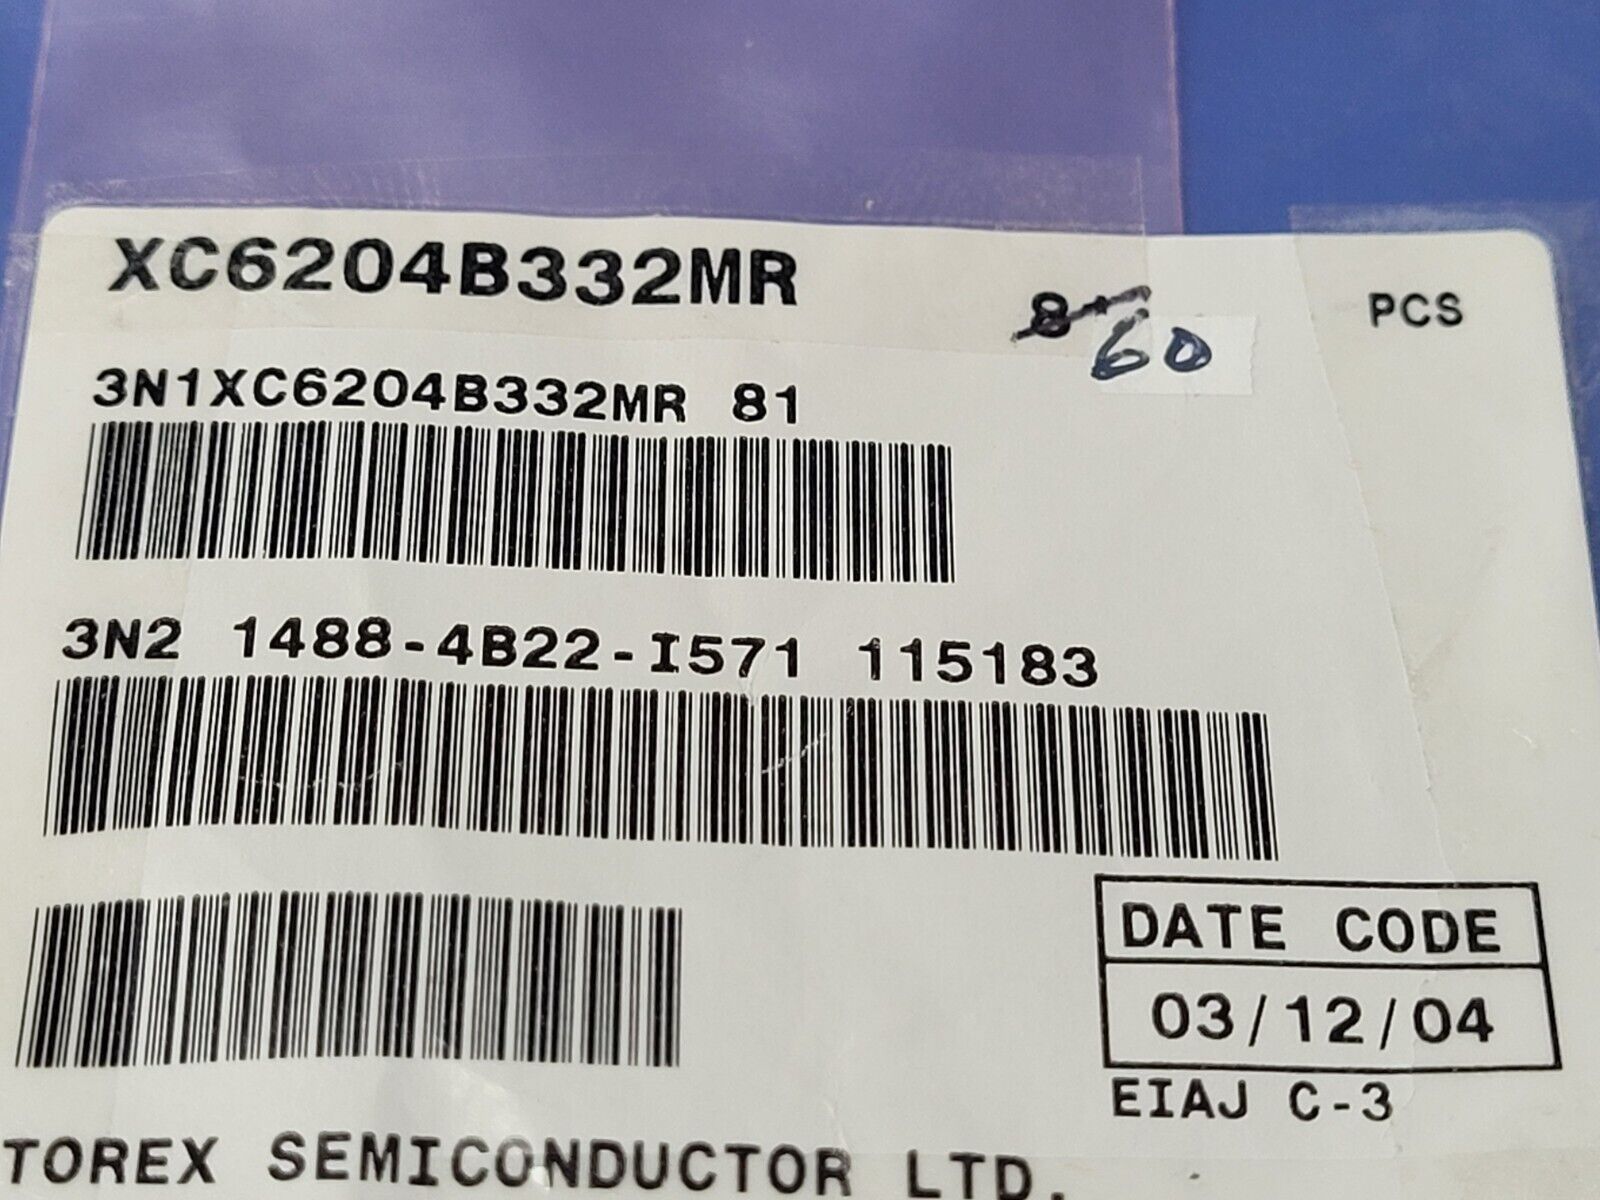 XC6204B332MR
8 60 PCS
3N1XC6204B332MR 81
3N2 1488-4B22-I571 115183
DATE CODE
03/12/04
EIAJ C-3
TOREX SEMICONDUCTOR LTD.